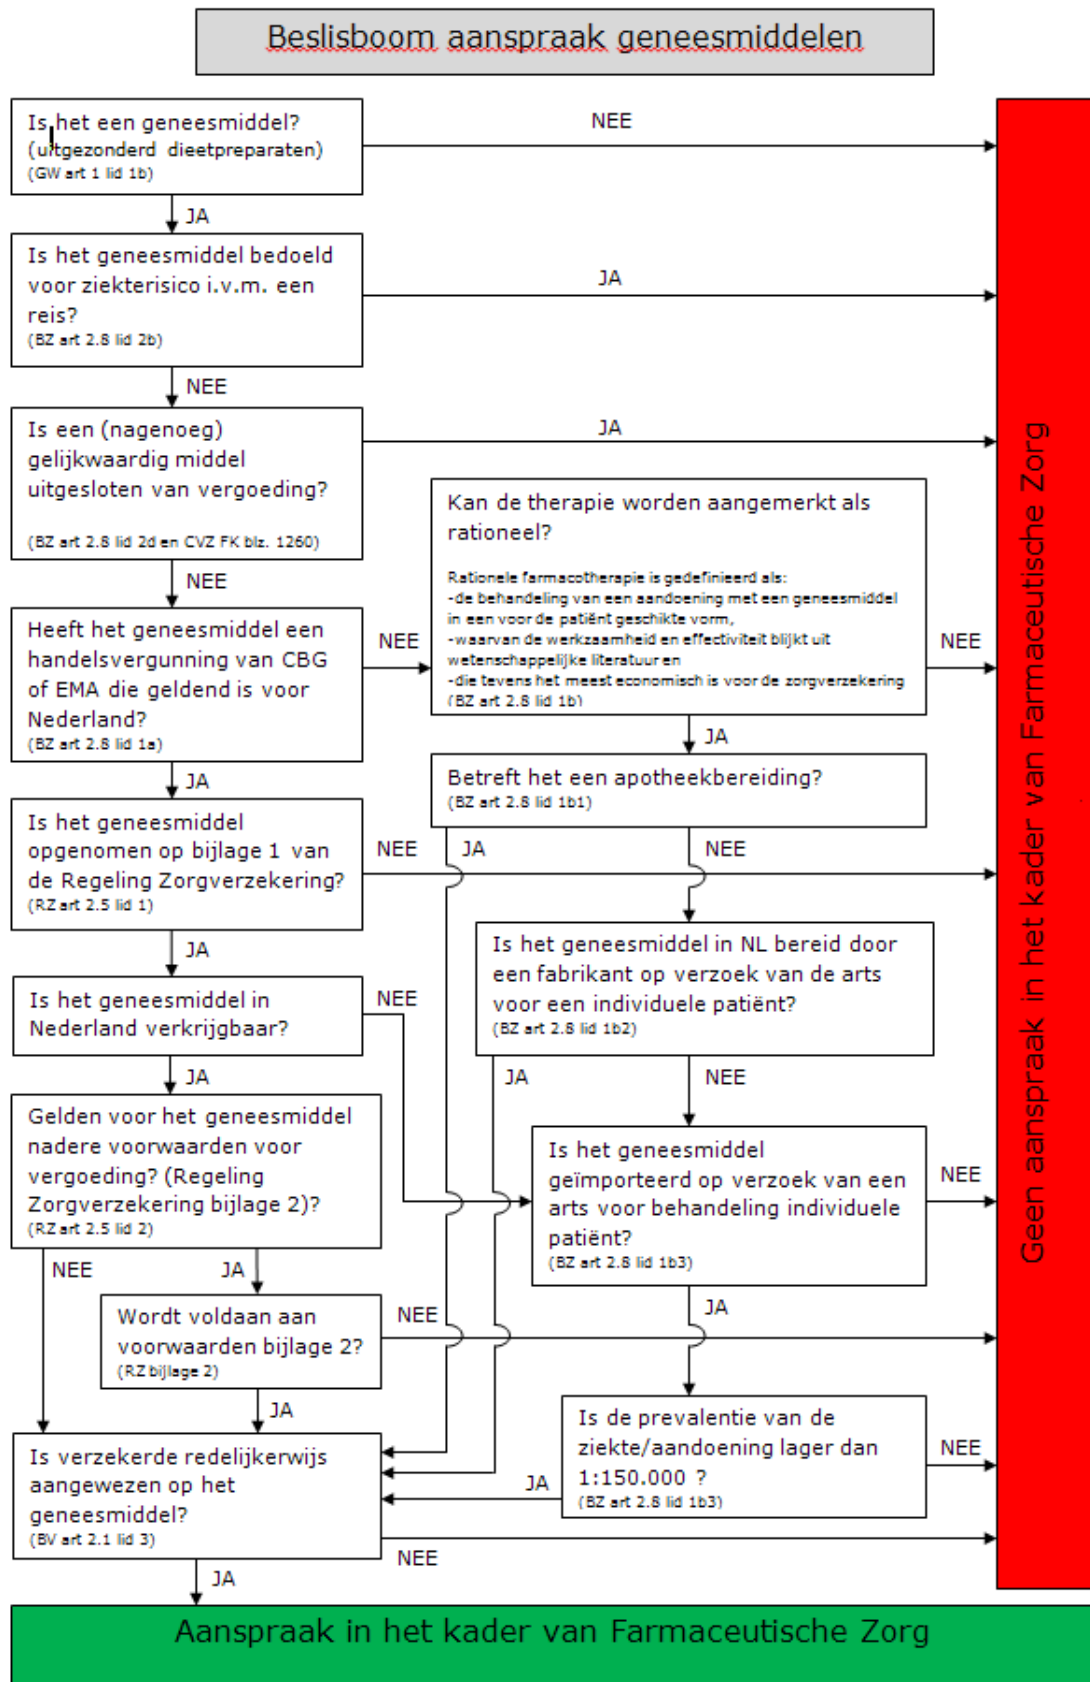 Beslisboom aanspraak geneesmiddelen
Is het een geneesmiddel?
(uitgezonderd dieetpreparaten)
(GW art 1 lid 1b)
NEE
JA
Is het geneesmiddel bedoeld
voor ziekterisico i.v.m. een
reis?
(BZ art 2.8 lid 2b)
JA
NEE
Is een (nagenoeg)
gelijkwaardig middel
uitgesloten van vergoeding?
(BZ art 2.8 lid 2d en CVZ FK blz. 1260)
JA
NEE
Heeft het geneesmiddel een
handelsvergunning van CBG
of EMA die geldend is voor
Nederland?
(BZ art 2.8 lid 1a)
NEE
JA
Kan de therapie worden aangemerkt als
rationeel?
Rationele farmacotherapie is gedefinieerd als:
-de behandeling van een aandoening met een geneesmiddel
in een voor de patiënt geschikte vorm,
-waarvan de werkzaamheid en effectiviteit blijkt uit
wetenschappelijke literatuur en
-die tevens het meest economisch is voor de zorgverzekering
(BZ art 2.8 lid 1b)
NEE
JA
Betreft het een apotheekbereiding?
(BZ art 2.8 lid 1b1)
JA
NEE
Is het geneesmiddel
opgenomen op bijlage 1 van
de Regeling Zorgverzekering?
(RZ art 2.5 lid 1)
NEE
JA
Is het geneesmiddel in NL bereid door
een fabrikant op verzoek van de arts
voor een individuele patiënt?
(BZ art 2.8 lid 1b2)
JA
NEE
Is het geneesmiddel in
Nederland verkrijgbaar?
NEE
JA
Gelden voor het geneesmiddel
nadere voorwaarden voor
vergoeding? (Regeling
Zorgverzekering bijlage 2)?
(RZ art 2.5 lid 2)
NEE
JA
Is het geneesmiddel
geïmporteerd op verzoek van een
arts voor behandeling individuele
patiënt?
(BZ art 2.8 lid 1b3)
NEE
JA
Wordt voldaan aan
voorwaarden bijlage 2?
(RZ bijlage 2)
NEE
JA
Is de prevalentie van de
ziekte/aandoening lager dan
1:150.000 ?
(BZ art 2.8 lid 1b3)
NEE
JA
Is verzekerde redelijkerwijs
aangewezen op het
geneesmiddel?
(BV art 2.1 lid 3)
NEE
JA
Geen aanspraak in het kader van Farmaceutische Zorg
Aanspraak in het kader van Farmaceutische Zorg